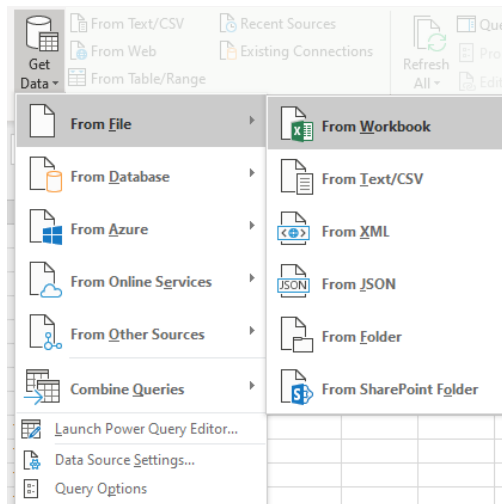 From Text/CSV
Recent Sources
From Web
Existing Connections
From Table/Range
Get
Data
Refresh
All
From File
From Database
From Azure
From Online Services
From Other Sources
Combine Queries
Launch Power Query Editor...
Data Source Settings...
Query Options
From Workbook
From Text/CSV
From XML
JSON
From JSON
From Folder
From SharePoint Folder